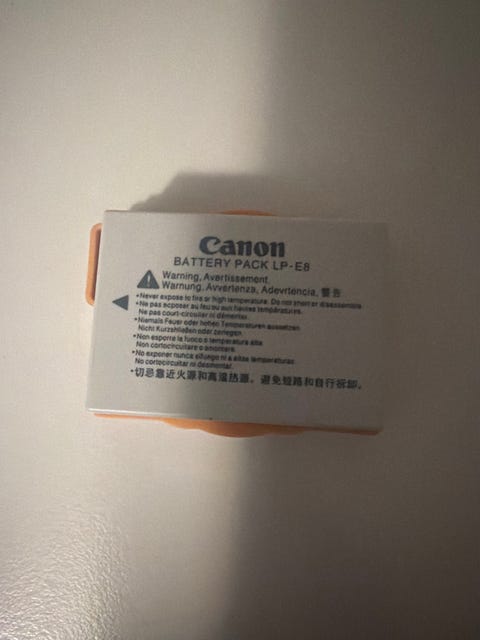 Canon
BATTERY PACK LP-E8
Warning, Avertissement,
Warnung, Avvertenza, Advertencia, 警告
•Never expose to fire or high temperature. Do not short or disassemble.
•Ne pas exposer au feu ou aux hautes températures.
Ne pas court-circuiter ni démonter.
•Niemals Feuer oder hohen Temperaturen aussetzen.
Nicht Kurzshließen oder zerlegen.
•Non esporre la fuoco o temperatura alta.
Non cortocircuitare o smontare.
•No exponer nunca al fuego ni a altas temperaturas.
No cortocircuitar ni desmontar.
•切忌靠近火源和高温热源。避免短路和自行拆卸。